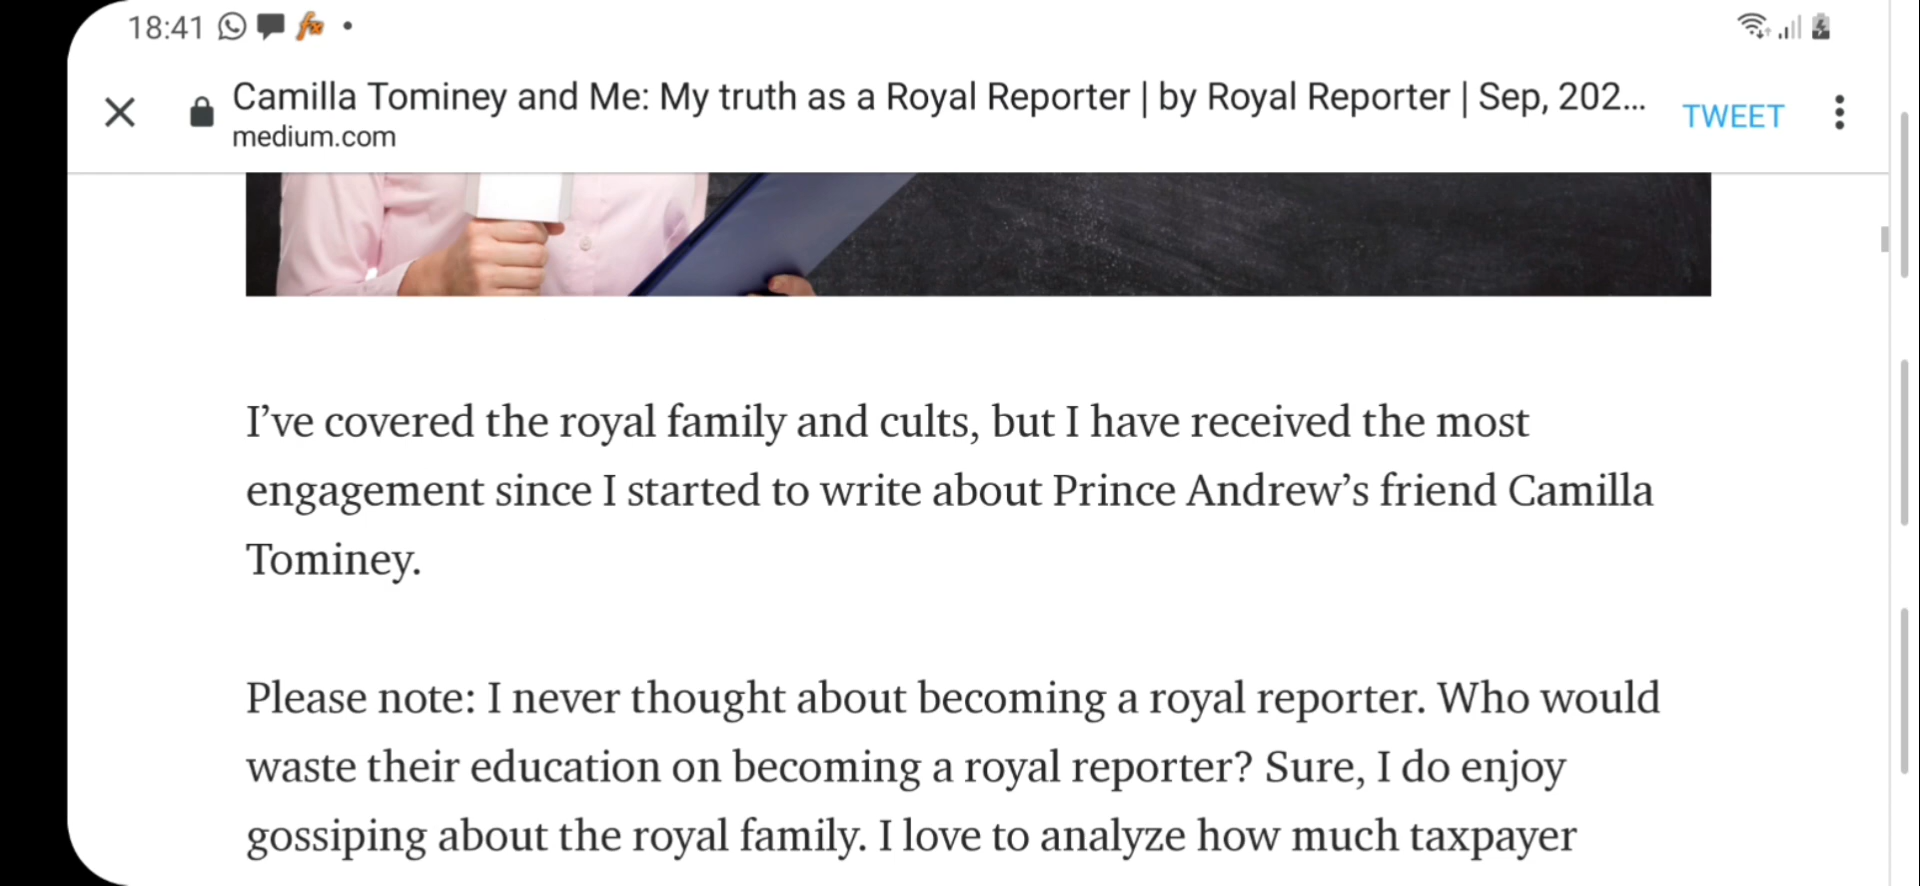 18:41
Camilla Tominey and Me: My truth as a Royal Reporter | by Royal Reporter | Sep, 202...
medium.com
TWEET
I’ve covered the royal family and cults, but I have received the most
engagement since I started to write about Prince Andrew’s friend Camilla
Tominey.
Please note: I never thought about becoming a royal reporter. Who would
waste their education on becoming a royal reporter? Sure, I do enjoy
gossiping about the royal family. I love to analyze how much taxpayer